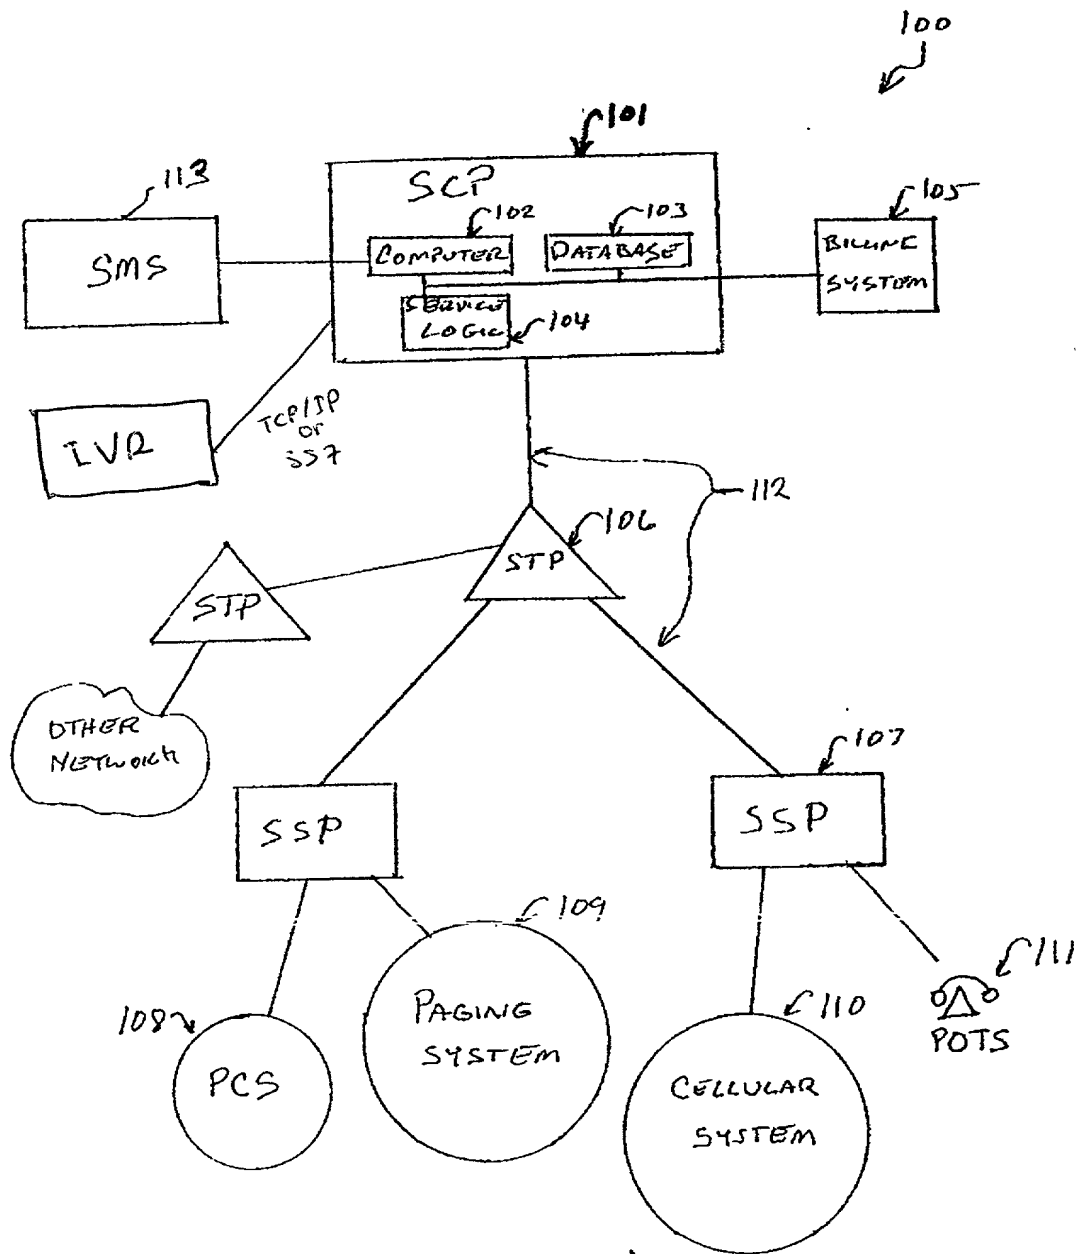 100
101
SCP
113
102
103
105
SMS
COMPUTER
DATABASE
BILLING
SYSTEM
SERVICE
LOGIC
104
IVR
TCP/IP
or
SS7
112
106
STP
STP
OTHER
NETWORK
107
SSP
SSP
109
111
108
PCS
PAGING
SYSTEM
110
POTS
CELLULAR
SYSTEM